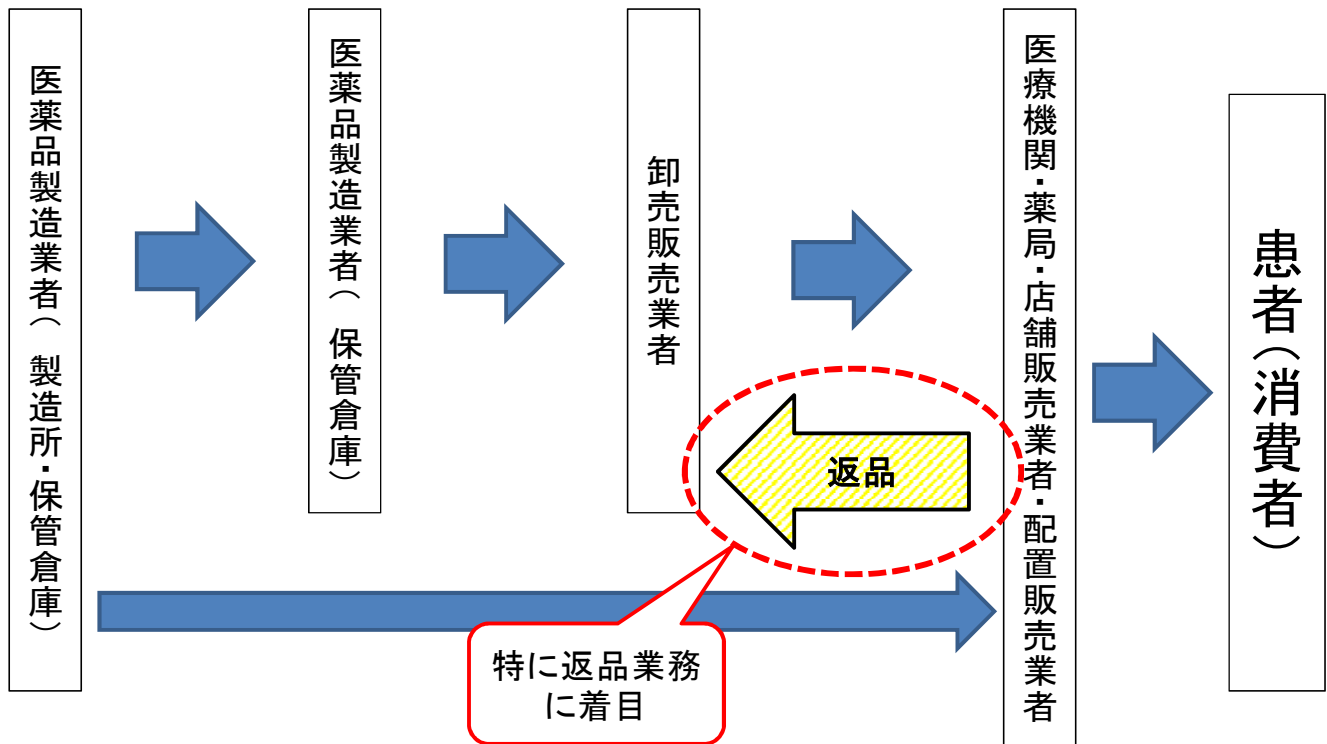 医薬品製造業者（製造所・保管倉庫）
医薬品製造業者（保管倉庫）
卸売販売業者
医療機関・薬局・店舗販売業者・配置販売業者
患者（消費者）
返品
特に返品業務
に着目